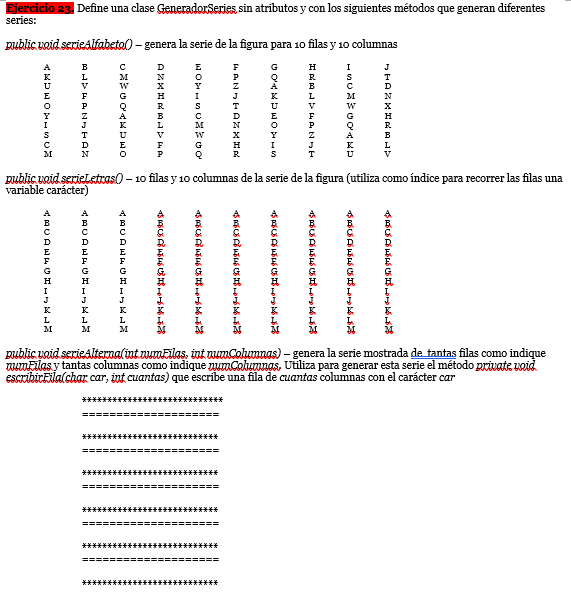 Ejercicio 23. Define una clase GeneradorSeries sin atributos y con los siguientes métodos que generan diferentes
series:
public void serieAlfabeto() – genera la serie de la figura para 10 filas y 10 columnas
A B C D E F G H I J
K L M N O P Q R S T
U V W X Y Z A B C D
E F G H I J K L M N
O P Q R S T U V W X
Y Z A B C D E F G H
I J K L M N O P Q R
S T U V W X Y Z A B
C D E F G H I J K L
M N O P Q R S T U V
public void serieLetras() – 10 filas y 10 columnas de la serie de la figura (utiliza como índice para recorrer las filas una
variable carácter)
A A A A A A A A A A
B B B B B B B B B B
C C C C C C C C C C
D D D D D D D D D D
E E E E E E E E E E
F F F F F F F F F F
G G G G G G G G G G
H H H H H H H H H H
I I I I I I I I I I
J J J J J J J J J J
K K K K K K K K K K
L L L L L L L L L L
M M M M M M M M M M
public void serieAlterna(int numFilas, int numColumnas) – genera la serie mostrada de tantas filas como indique
numFilas y tantas columnas como indique numColumnas. Utiliza para generar esta serie el método private void
escribirFila(char car, int cuantas) que escribe una fila de cuantas columnas con el carácter car
****************************
====================
***************************
====================
***************************
====================
***************************
====================
***************************
====================
***************************